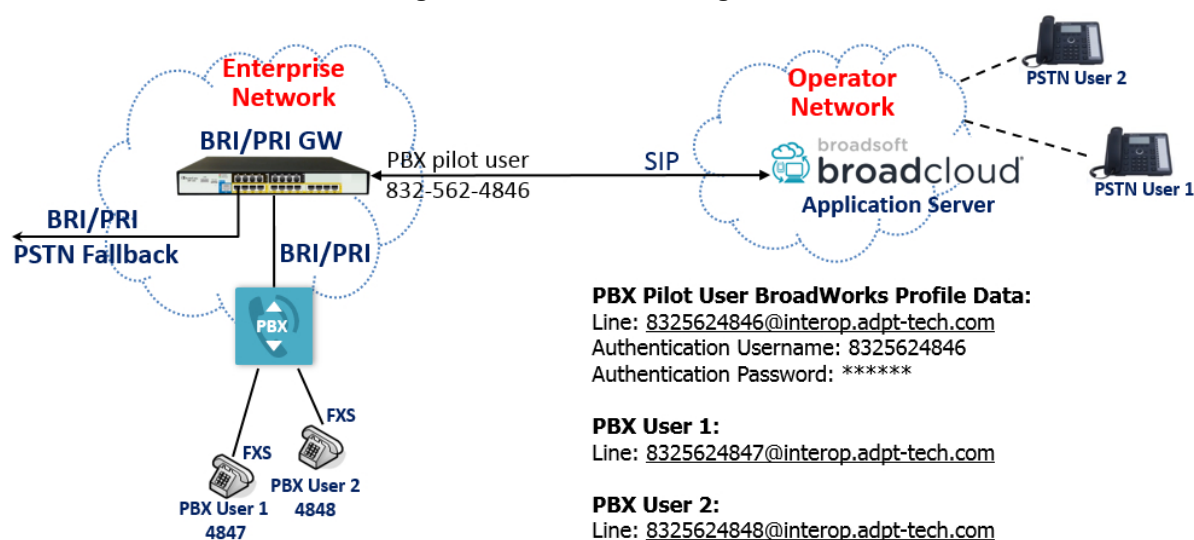 Enterprise
Network
BRI/PRI GW
PBX pilot user
832-562-4846
SIP
Operator
Network
broadsoft
broadcloud
Application Server
PSTN User 2
PSTN User 1
BRI/PRI
PSTN Fallback
BRI/PRI
PBX
FXS
FXS
PBX User 1
4847
PBX User 2
4848
PBX Pilot User BroadWorks Profile Data:
Line: 8325624846@interop.adpt-tech.com
Authentication Username: 8325624846
Authentication Password: ******
PBX User 1:
Line: 8325624847@interop.adpt-tech.com
PBX User 2:
Line: 8325624848@interop.adpt-tech.com